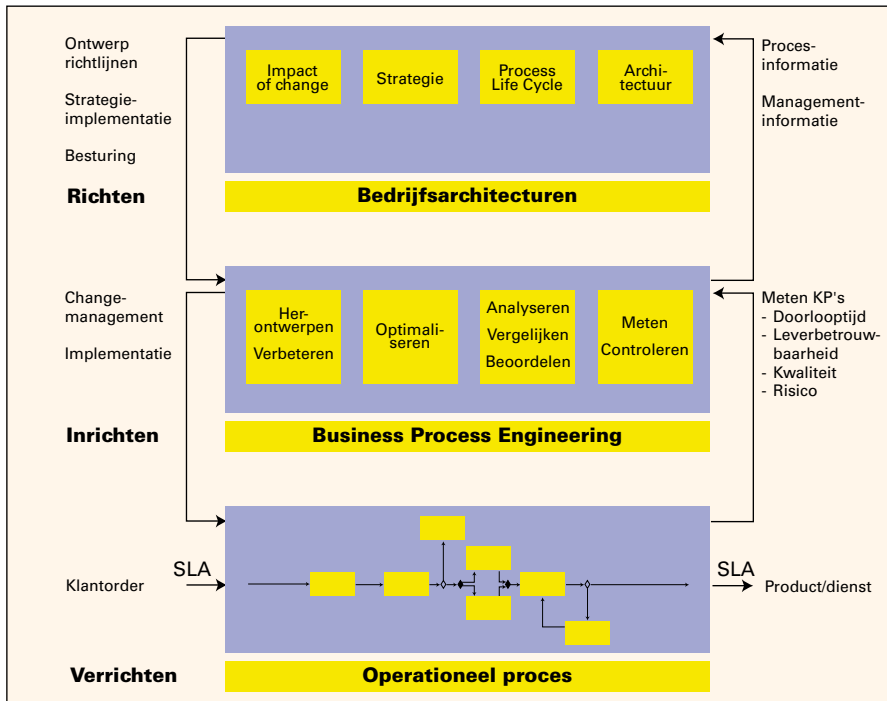 Ontwerp
richtlijnen
Strategie-
implementatie
Besturing
Richten
Impact
of change
Strategie
Process
Life Cycle
Archi-
tectuur
Bedrijfsarchitecturen
Proces-
informatie
Management-
informatie
Change-
management
Implementatie
Inrichten
Her-
ontwerpen
Verbeteren
Optimali-
seren
Analyseren
Vergelijken
Beoordelen
Meten
Controleren
Business Process Engineering
Meten KP's
- Doorlooptijd
- Leverbetrouw-
baarheid
- Kwaliteit
- Risico
Klantorder
SLA
SLA
Product/dienst
Verrichten
Operationeel proces